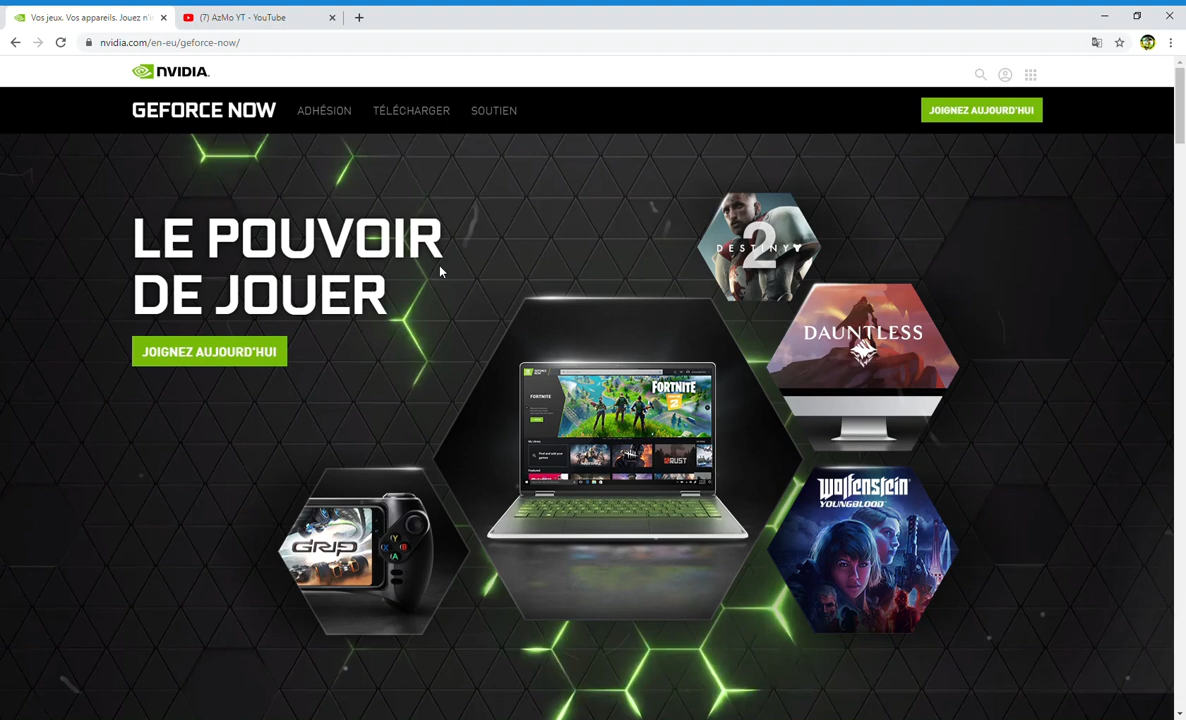 Vos jeux. Vos appareils. Jouez n'i
(7) AzMo YT - YouTube
nvidia.com/en-eu/geforce-now/
NVIDIA.
GEFORCE NOW
ADHÉSION
TÉLÉCHARGER
SOUTIEN
JOIGNEZ AUJOURD'HUI
LE POUVOIR
DE JOUER
JOIGNEZ AUJOURD'HUI
DESTINY
2
DAUNTLESS
FORTNITE
2
FORTNITE
RUST
Wolfenstein
YOUNGBLOOD
GRIP
Y
X
B
A